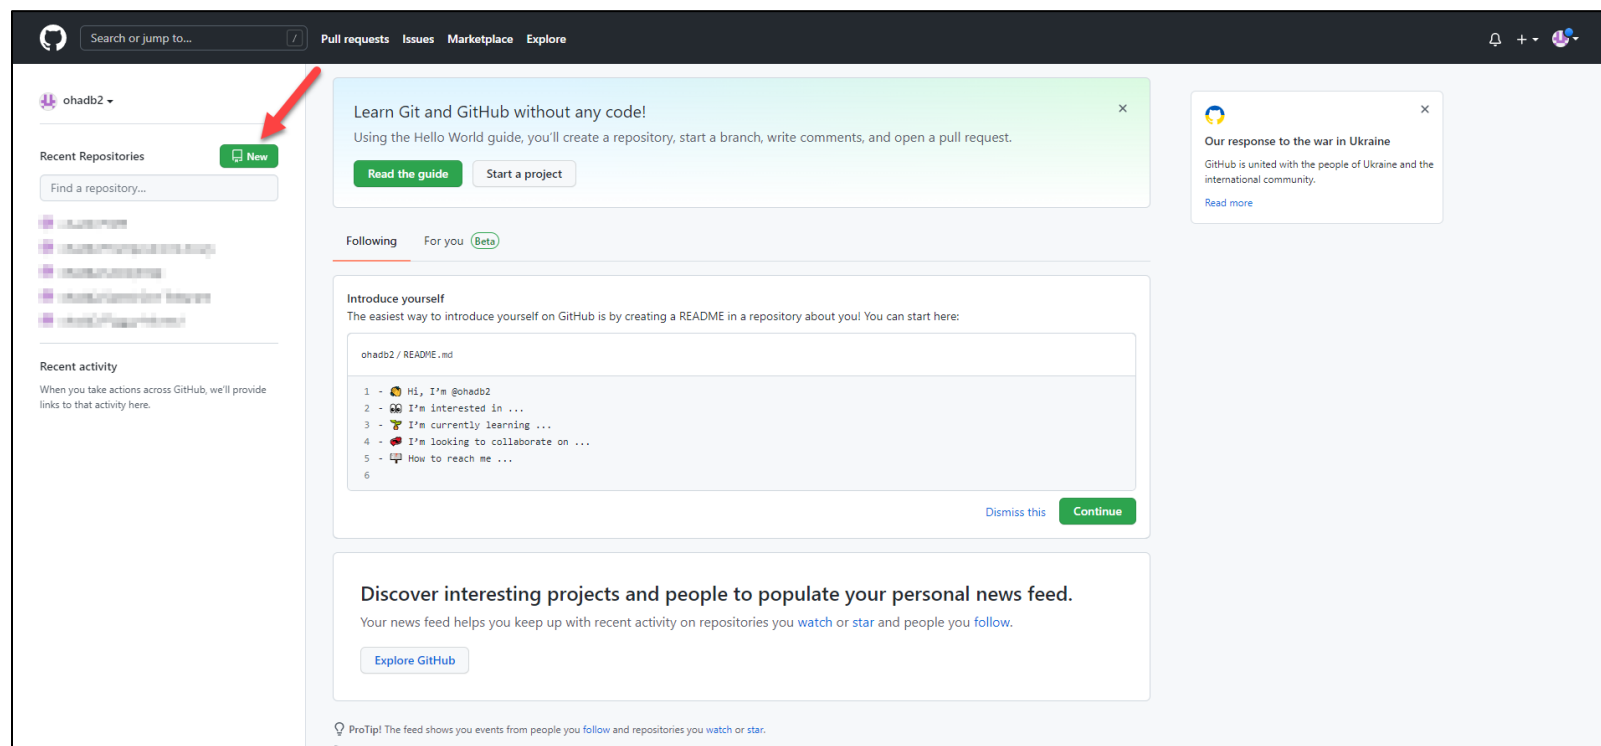 Search or jump to... /
Pull requests Issues Marketplace Explore
ohadb2
Recent Repositories
New
Find a repository...
Recent activity
When you take actions across GitHub, we'll provide
links to that activity here.
Learn Git and GitHub without any code!
Using the Hello World guide, you'll create a repository, start a branch, write comments, and open a pull request.
Read the guide
Start a project
Following
For you Beta
Introduce yourself
The easiest way to introduce yourself on GitHub is by creating a README in a repository about you! You can start here:
ohadb2 / README.md
1 - 👋 Hi, I'm @ohadb2
2 - 👀 I'm interested in ...
3 - 🌱 I'm currently learning ...
4 - 💞️ I'm looking to collaborate on ...
5 - 📫 How to reach me ...
6
Dismiss this
Continue
Discover interesting projects and people to populate your personal news feed.
Your news feed helps you keep up with recent activity on repositories you watch or star and people you follow.
Explore GitHub
ProTip! The feed shows you events from people you follow and repositories you watch or star.
Our response to the war in Ukraine
GitHub is united with the people of Ukraine and the
international community.
Read more